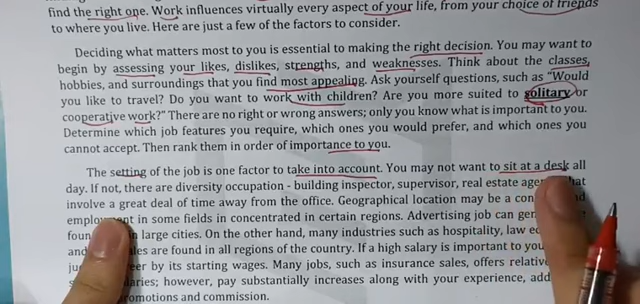 find the right one. Work influences virtually every aspect of your life, from your choice of friends
to where you live. Here are just a few of the factors to consider.
Deciding what matters most to you is essential to making the right decision. You may want to
begin by assessing your likes, dislikes, strengths, and weaknesses. Think about the classes,
hobbies, and surroundings that you find most appealing. Ask yourself questions, such as "Would
you like to travel? Do you want to work with children? Are you more suited to solitary or
cooperative work?" There are no right or wrong answers; only you know what is important to you.
Determine which job features you require, which ones you would prefer, and which ones you
cannot accept. Then rank them in order of importance to you.
The setting of the job is one factor to take into account. You may not want to sit at a desk all
day. If not, there are diversity occupation - building inspector, supervisor, real estate that
involve a great deal of time away from the office. Geographical location may be a
in some fields in concentrated in certain regions. Advertising job can
in large cities. On the other hand, many industries such as hospitality, law
and are found in all regions of the country. If a high salary is important to you
by its starting wages. Many jobs, such as insurance sales, offers
however, pay substantially increases along with your experience,
promotions and commission.